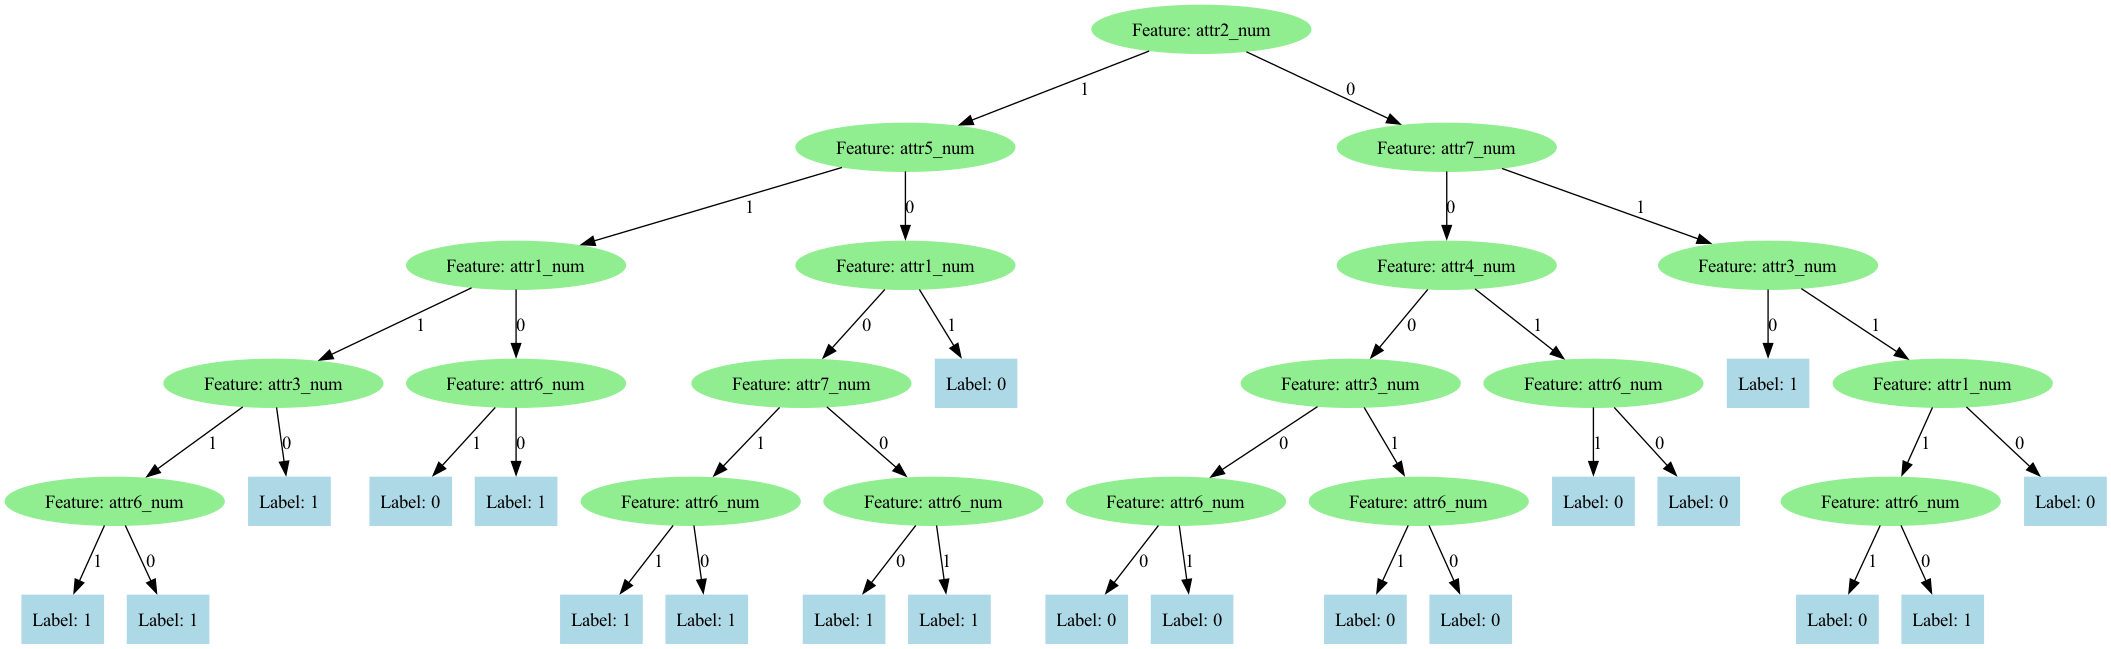 Feature: attr2_num
1
0
Feature: attr5_num
Feature: attr7_num
1
0
0
1
Feature: attr1_num
Feature: attr1_num
Feature: attr4_num
Feature: attr3_num
1
0
0
1
0
1
0
1
Feature: attr3_num
Feature: attr6_num
Feature: attr7_num
Label: 0
Feature: attr3_num
Feature: attr6_num
Label: 1
Feature: attr1_num
1
0
1
0
1
0
0
1
1
0
1
0
Feature: attr6_num
Label: 1
Label: 0
Label: 1
Feature: attr6_num
Feature: attr6_num
Feature: attr6_num
Feature: attr6_num
Label: 0
Label: 0
Feature: attr6_num
Label: 0
1
0
1
0
0
1
0
1
1
0
1
0
Label: 1
Label: 1
Label: 1
Label: 1
Label: 1
Label: 1
Label: 0
Label: 0
Label: 0
Label: 0
Label: 0
Label: 1